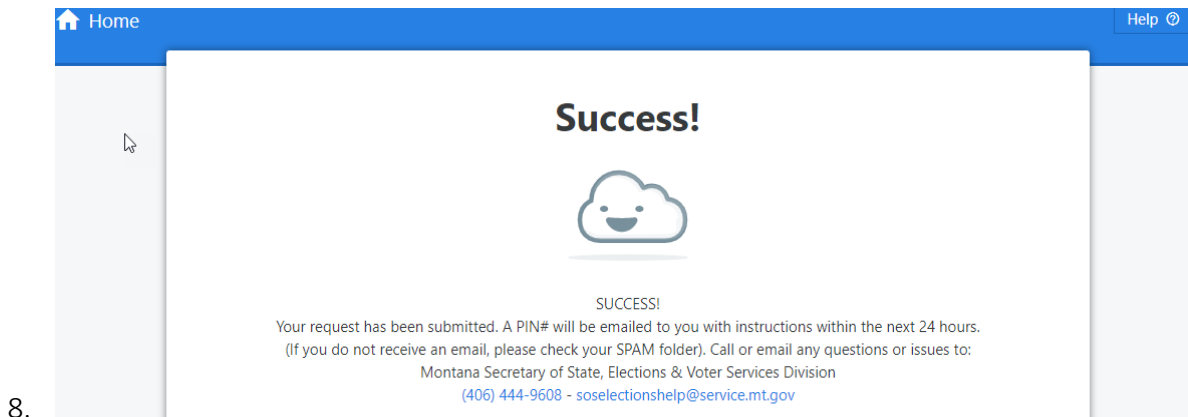 Home
Help
Success!
SUCCESS!
Your request has been submitted. A PIN# will be emailed to you with instructions within the next 24 hours.
(If you do not receive an email, please check your SPAM folder). Call or email any questions or issues to:
Montana Secretary of State, Elections & Voter Services Division
(406) 444-9608 - soselectionshelp@service.mt.gov
8.